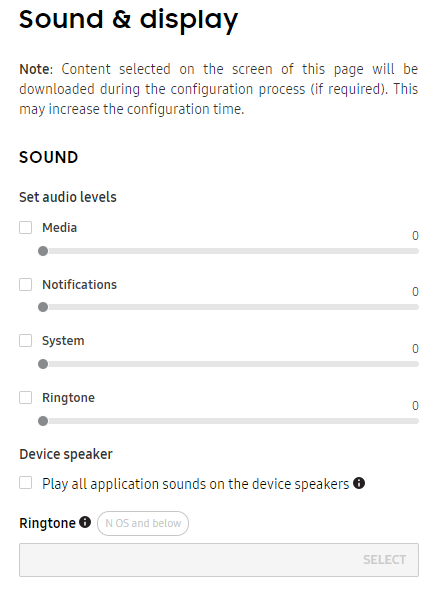 Sound & display
Note: Content selected on the screen of this page will be
downloaded during the configuration process (if required). This
may increase the configuration time.
SOUND
Set audio levels
Media
0
Notifications
0
System
0
Ringtone
0
Device speaker
Play all application sounds on the device speakers
Ringtone N OS and below
SELECT